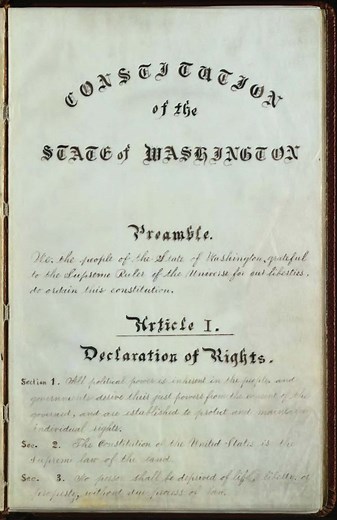 CONSTITUTION
of the
STATE of WASHINGTON
Preamble.
We, the people of the State of Washington, grateful
to the Supreme Ruler of the Universe for our liberties,
do ordain this constitution.
Article I.
Declaration of Rights.
Section 1. All political power is inherent in the people, and
governments derive their just powers from the consent of the
governed, and are established to protect and maintain
individual rights.
Sec. 2. The Constitution of the United States is the
supreme law of the land.
Sec. 3. No person shall be deprived of life, liberty, or
property, without due process of law.